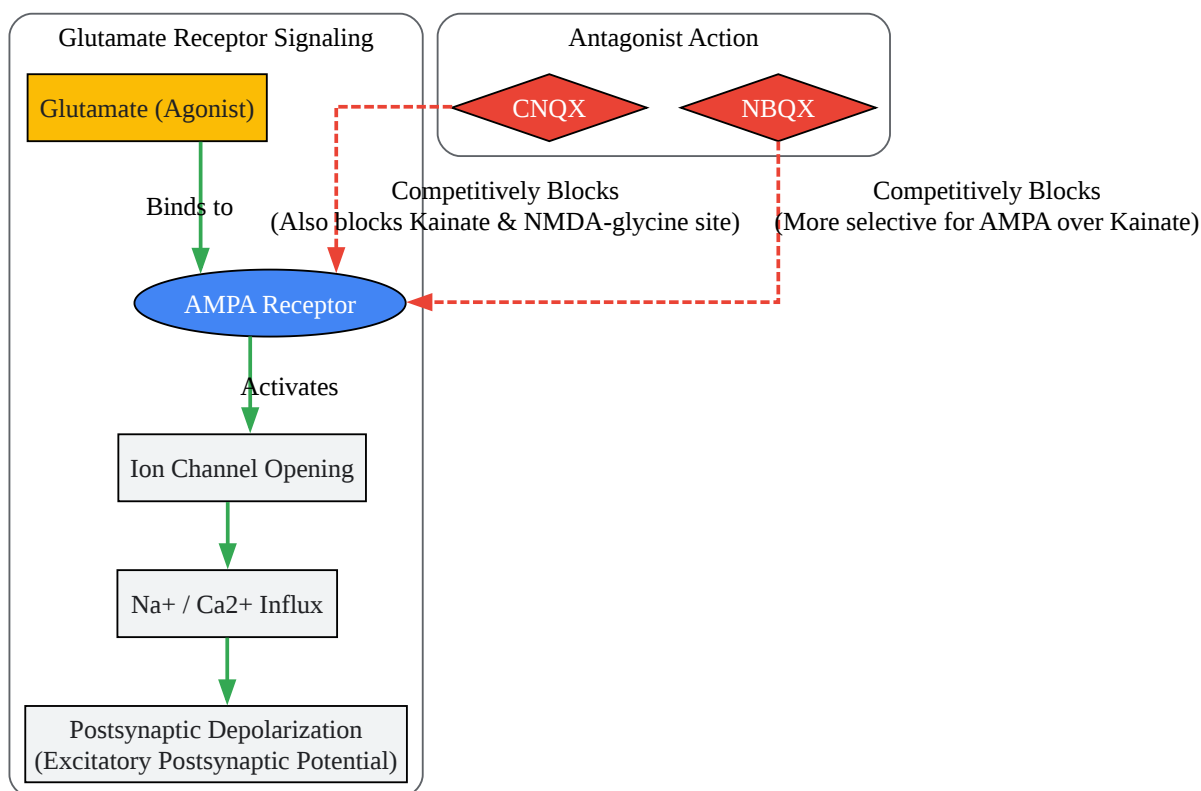 Glutamate Receptor Signaling
Antagonist Action
Glutamate (Agonist)
CNQX
NBQX
Binds to
Competitively Blocks
(Also blocks Kainate & NMDA-glycine site)
Competitively Blocks
(More selective for AMPA over Kainate)
AMPA Receptor
Activates
Ion Channel Opening
Na+ / Ca2+ Influx
Postsynaptic Depolarization
(Excitatory Postsynaptic Potential)